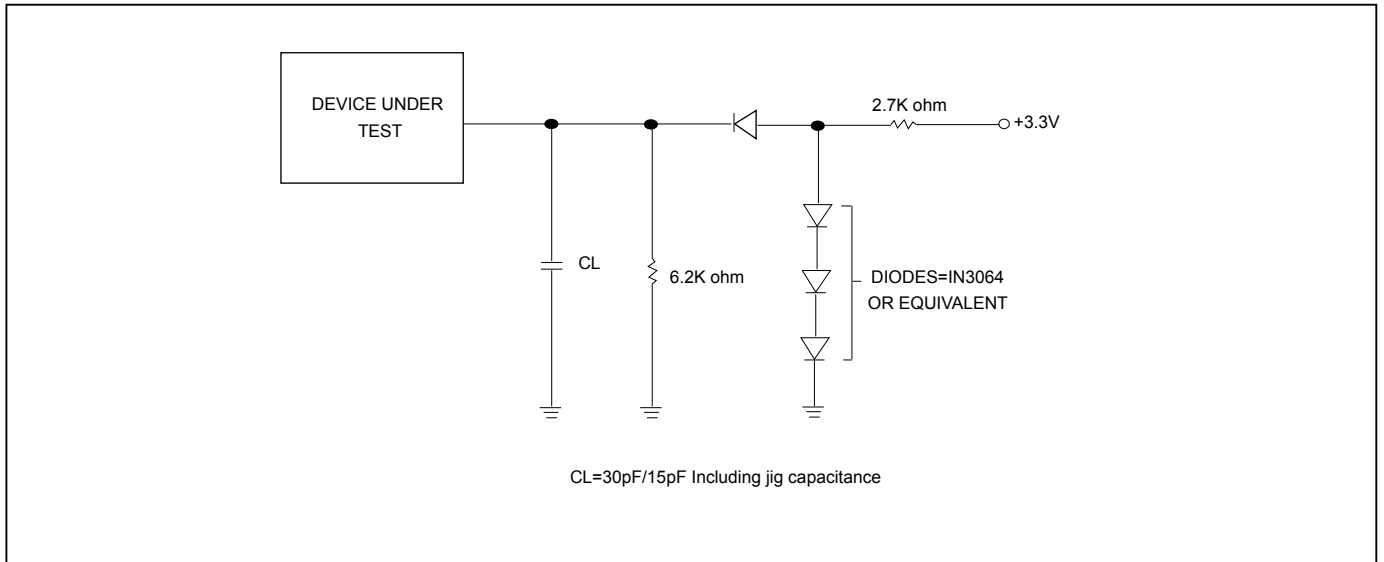 DEVICE UNDER
TEST
2.7K ohm
+3.3V
CL
6.2K ohm
DIODES=IN3064
OR EQUIVALENT
CL=30pF/15pF Including jig capacitance